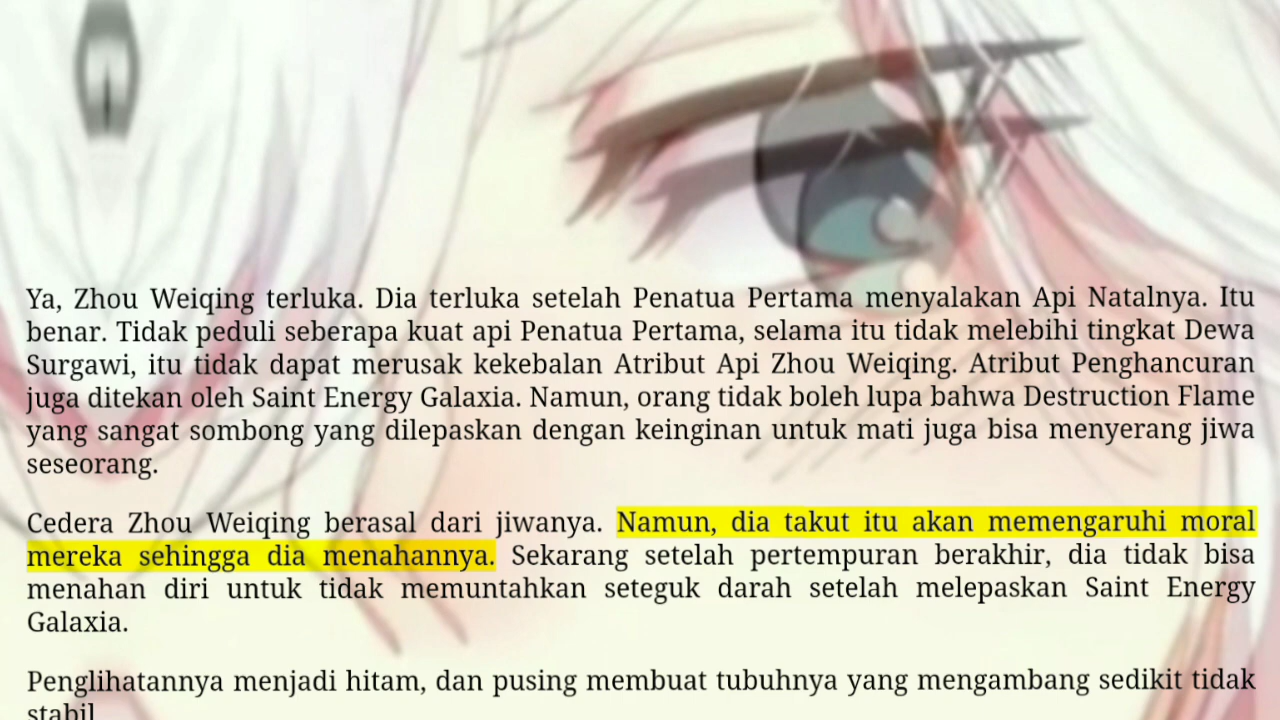 Ya, Zhou Weiqing terluka. Dia terluka setelah Penatua Pertama menyalakan Api Natalnya. Itu
benar. Tidak peduli seberapa kuat api Penatua Pertama, selama itu tidak melebihi tingkat Dewa
Surgawi, itu tidak dapat merusak kekebalan Atribut Api Zhou Weiqing. Atribut Penghancuran
juga ditekan oleh Saint Energy Galaxia. Namun, orang tidak boleh lupa bahwa Destruction Flame
yang sangat sombong yang dilepaskan dengan keinginan untuk mati juga bisa menyerang jiwa
seseorang.
Cedera Zhou Weiqing berasal dari jiwanya. Namun, dia takut itu akan memengaruhi moral
mereka sehingga dia menahannya. Sekarang setelah pertempuran berakhir, dia tidak bisa
menahan diri untuk tidak memuntahkan seteguk darah setelah melepaskan Saint Energy
Galaxia.
Penglihatannya menjadi hitam, dan pusing membuat tubuhnya yang mengambang sedikit tidak
stabil